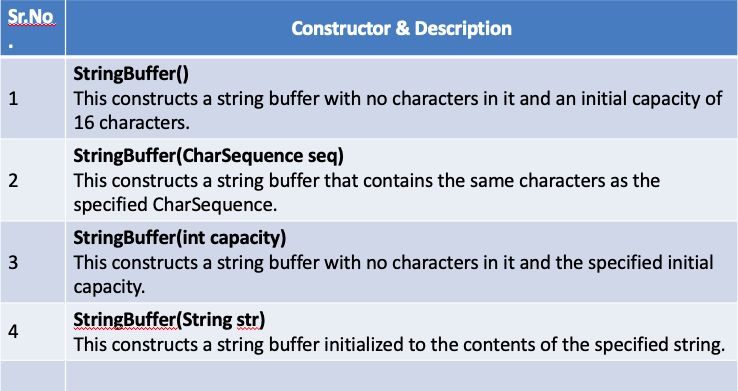 Sr.No
.
Constructor & Description
1
StringBuffer()
This constructs a string buffer with no characters in it and an initial capacity of
16 characters.
2
StringBuffer(CharSequence seq)
This constructs a string buffer that contains the same characters as the
specified CharSequence.
3
StringBuffer(int capacity)
This constructs a string buffer with no characters in it and the specified initial
capacity.
4
StringBuffer(String str)
This constructs a string buffer initialized to the contents of the specified string.